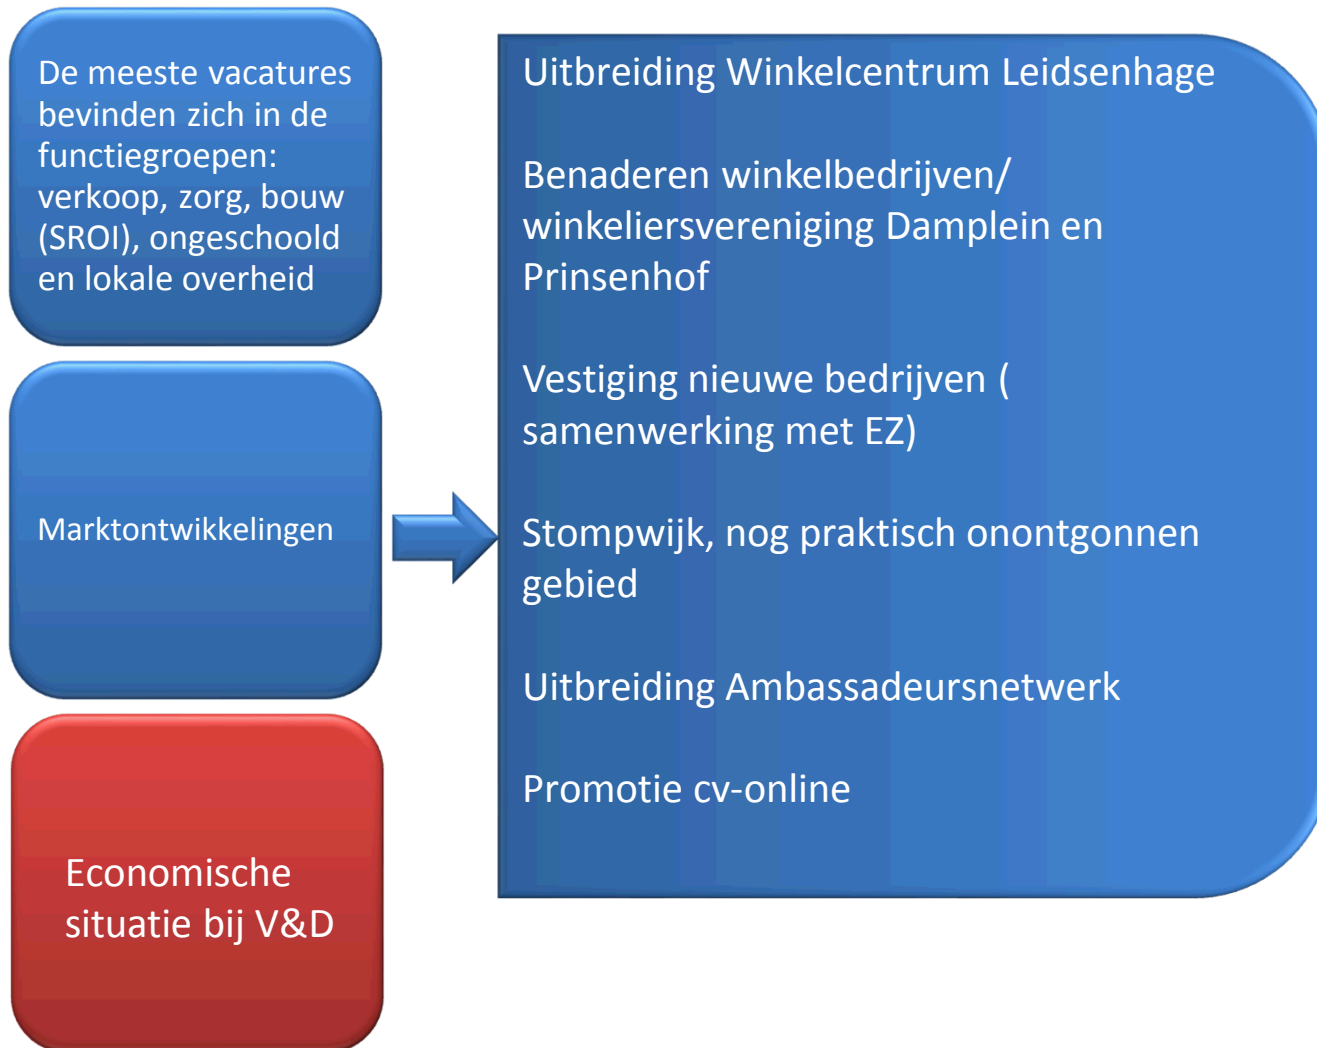 De meeste vacatures
bevinden zich in de
functiegroepen:
verkoop, zorg, bouw
(SROI), ongeschoold
en lokale overheid
Marktontwikkelingen
Economische
situatie bij V&D
Uitbreiding Winkelcentrum Leidsenhage
Benaderen winkelbedrijven/
winkeliersvereniging Damplein en
Prinsenhof
Vestiging nieuwe bedrijven (
samenwerking met EZ)
Stompwijk, nog praktisch onontgonnen
gebied
Uitbreiding Ambassadeursnetwerk
Promotie cv-online